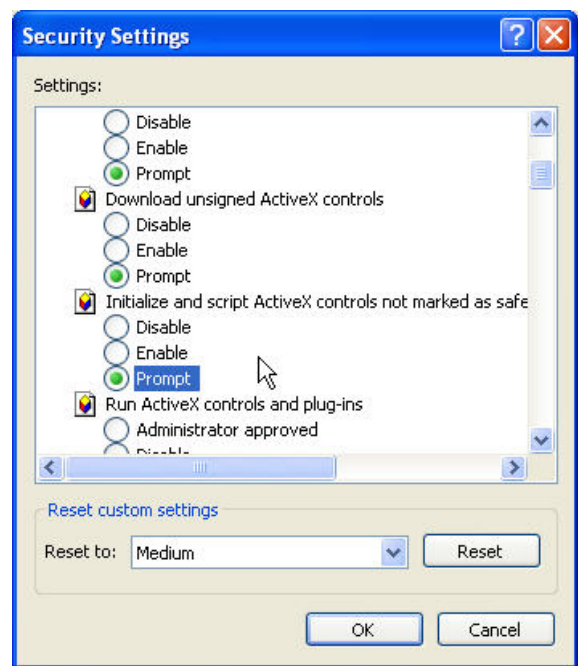 Security Settings
Settings:
Disable
Enable
Prompt
Download unsigned ActiveX controls
Disable
Enable
Prompt
Initialize and script ActiveX controls not marked as safe
Disable
Enable
Prompt
Run ActiveX controls and plug-ins
Administrator approved
Disable
Reset custom settings
Reset to: Medium Reset
OK Cancel